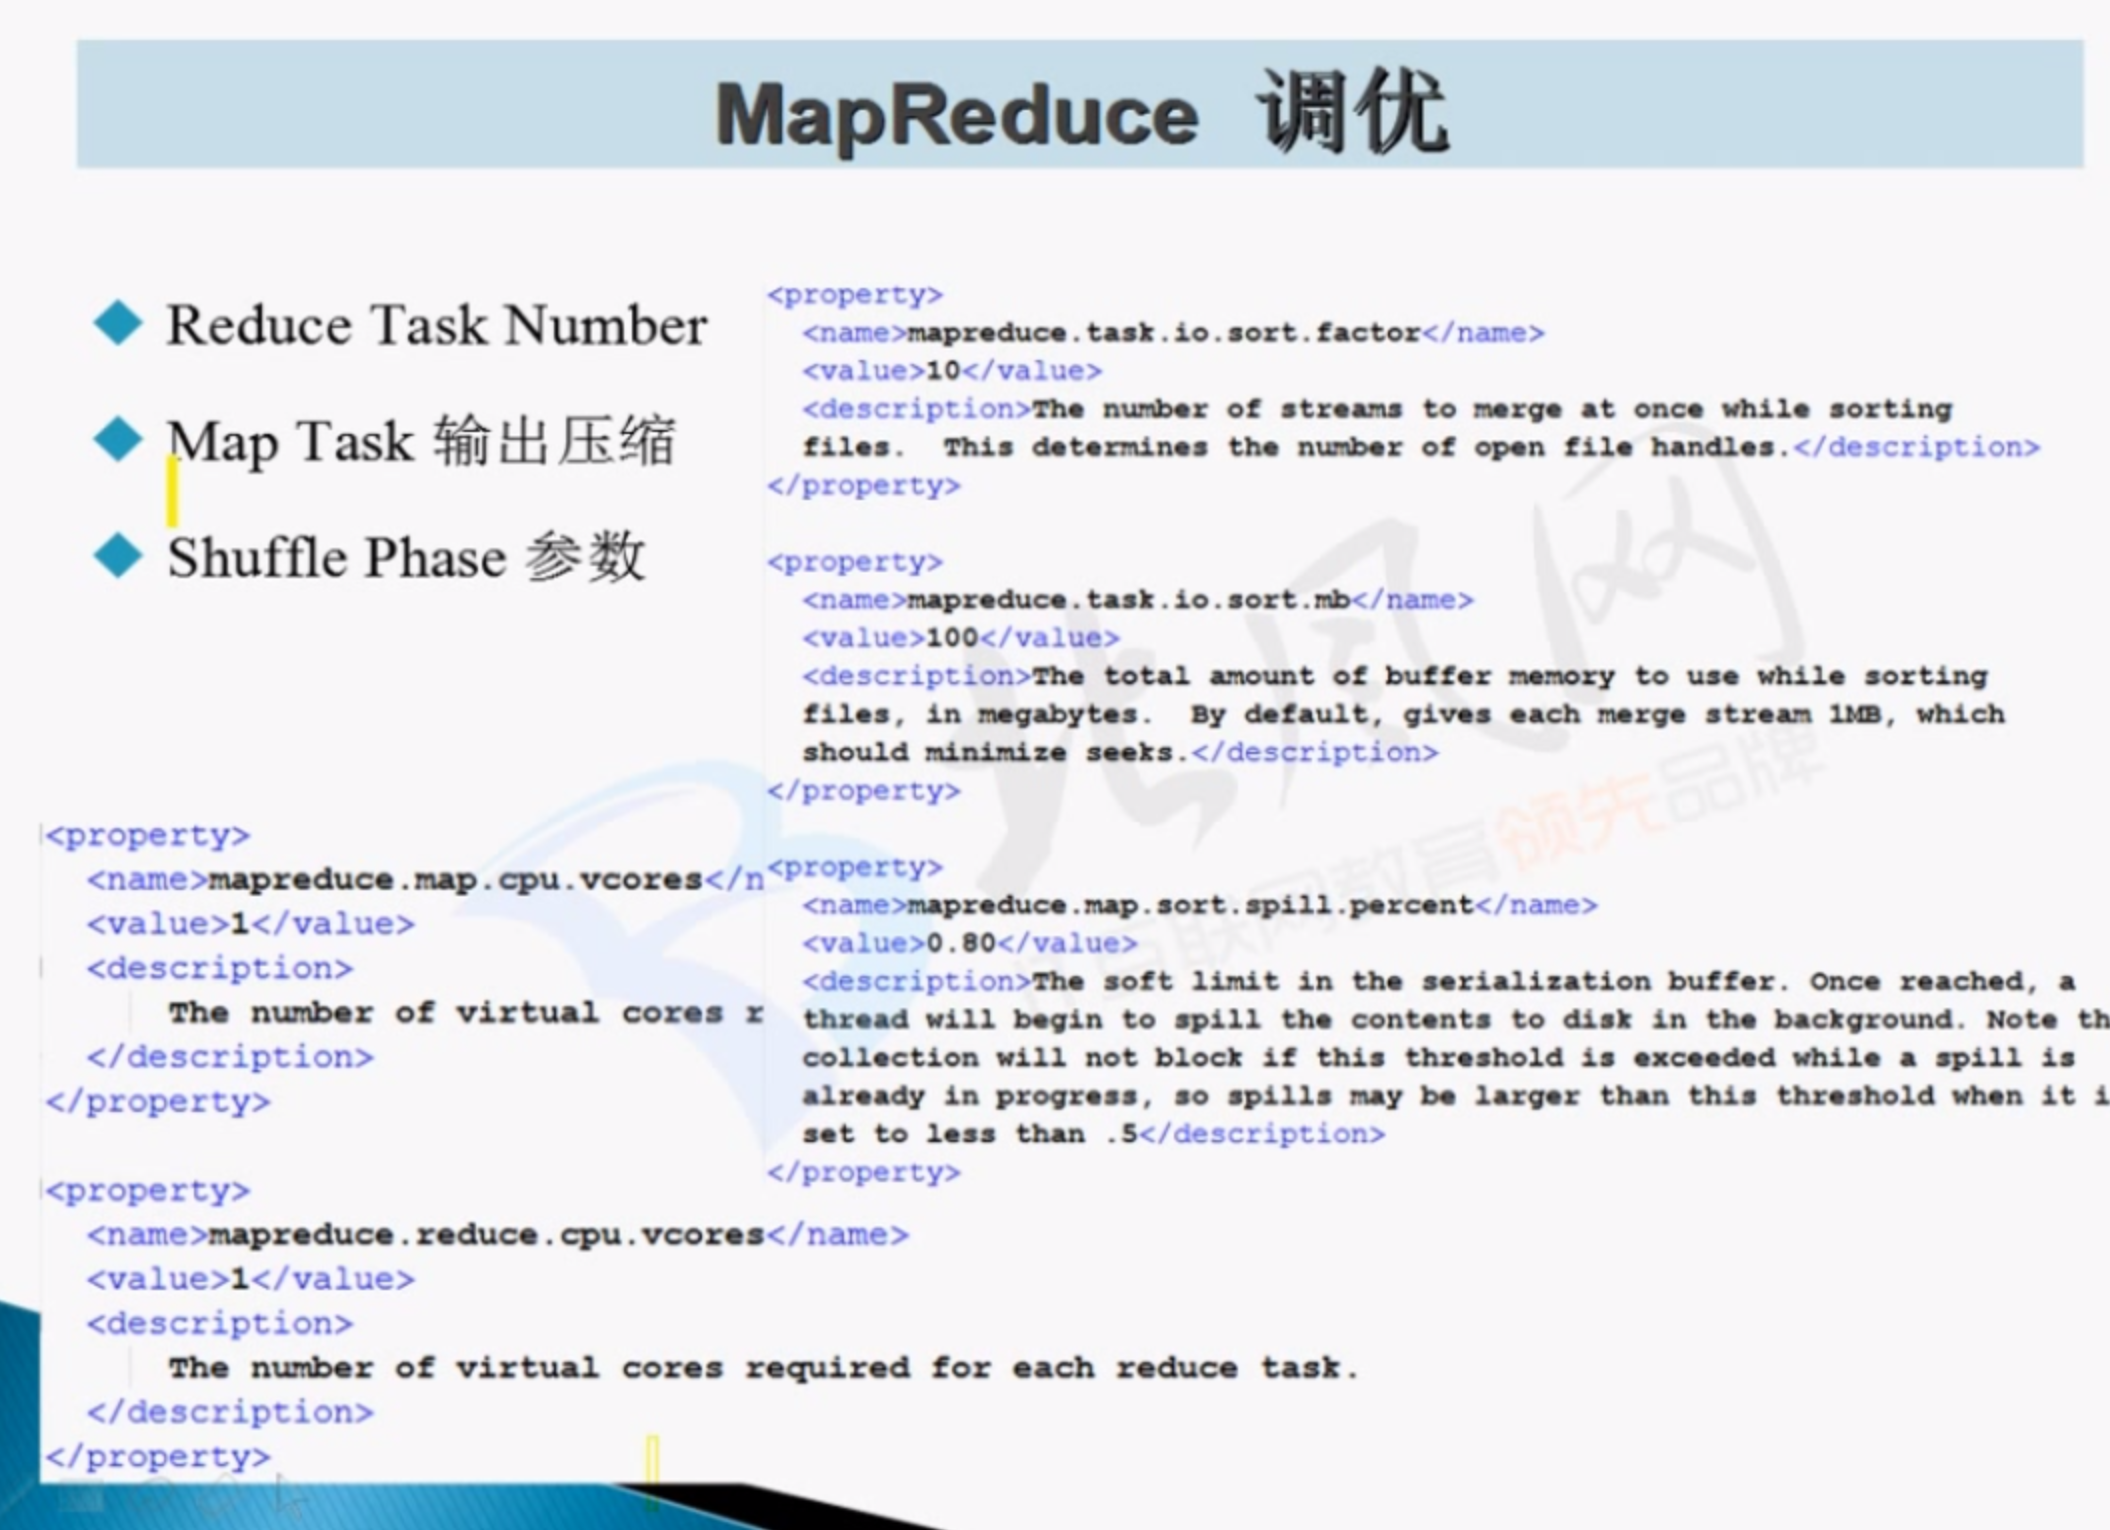 MapReduce 调优
Reduce Task Number
Map Task 输出压缩
Shuffle Phase 参数
<property>
<name>mapreduce.task.io.sort.factor</name>
<value>10</value>
<description>The number of streams to merge at once while sorting
files. This determines the number of open file handles.</description>
</property>
<property>
<name>mapreduce.task.io.sort.mb</name>
<value>100</value>
<description>The total amount of buffer memory to use while sorting
files, in megabytes. By default, gives each merge stream 1MB, which
should minimize seeks.</description>
</property>
<property>
<name>mapreduce.map.sort.spill.percent</name>
<value>0.80</value>
<description>The soft limit in the serialization buffer. Once reached, a
thread will begin to spill the contents to disk in the background. Note th
collection will not block if this threshold is exceeded while a spill is
already in progress, so spills may be larger than this threshold when it i
set to less than .5</description>
</property>
<property>
<name>mapreduce.map.cpu.vcores</n
<value>1</value>
<description>
The number of virtual cores r
</description>
</property>
<property>
<name>mapreduce.reduce.cpu.vcores</name>
<value>1</value>
<description>
The number of virtual cores required for each reduce task.
</description>
</property>
北风网
IT互联网教育领先品牌